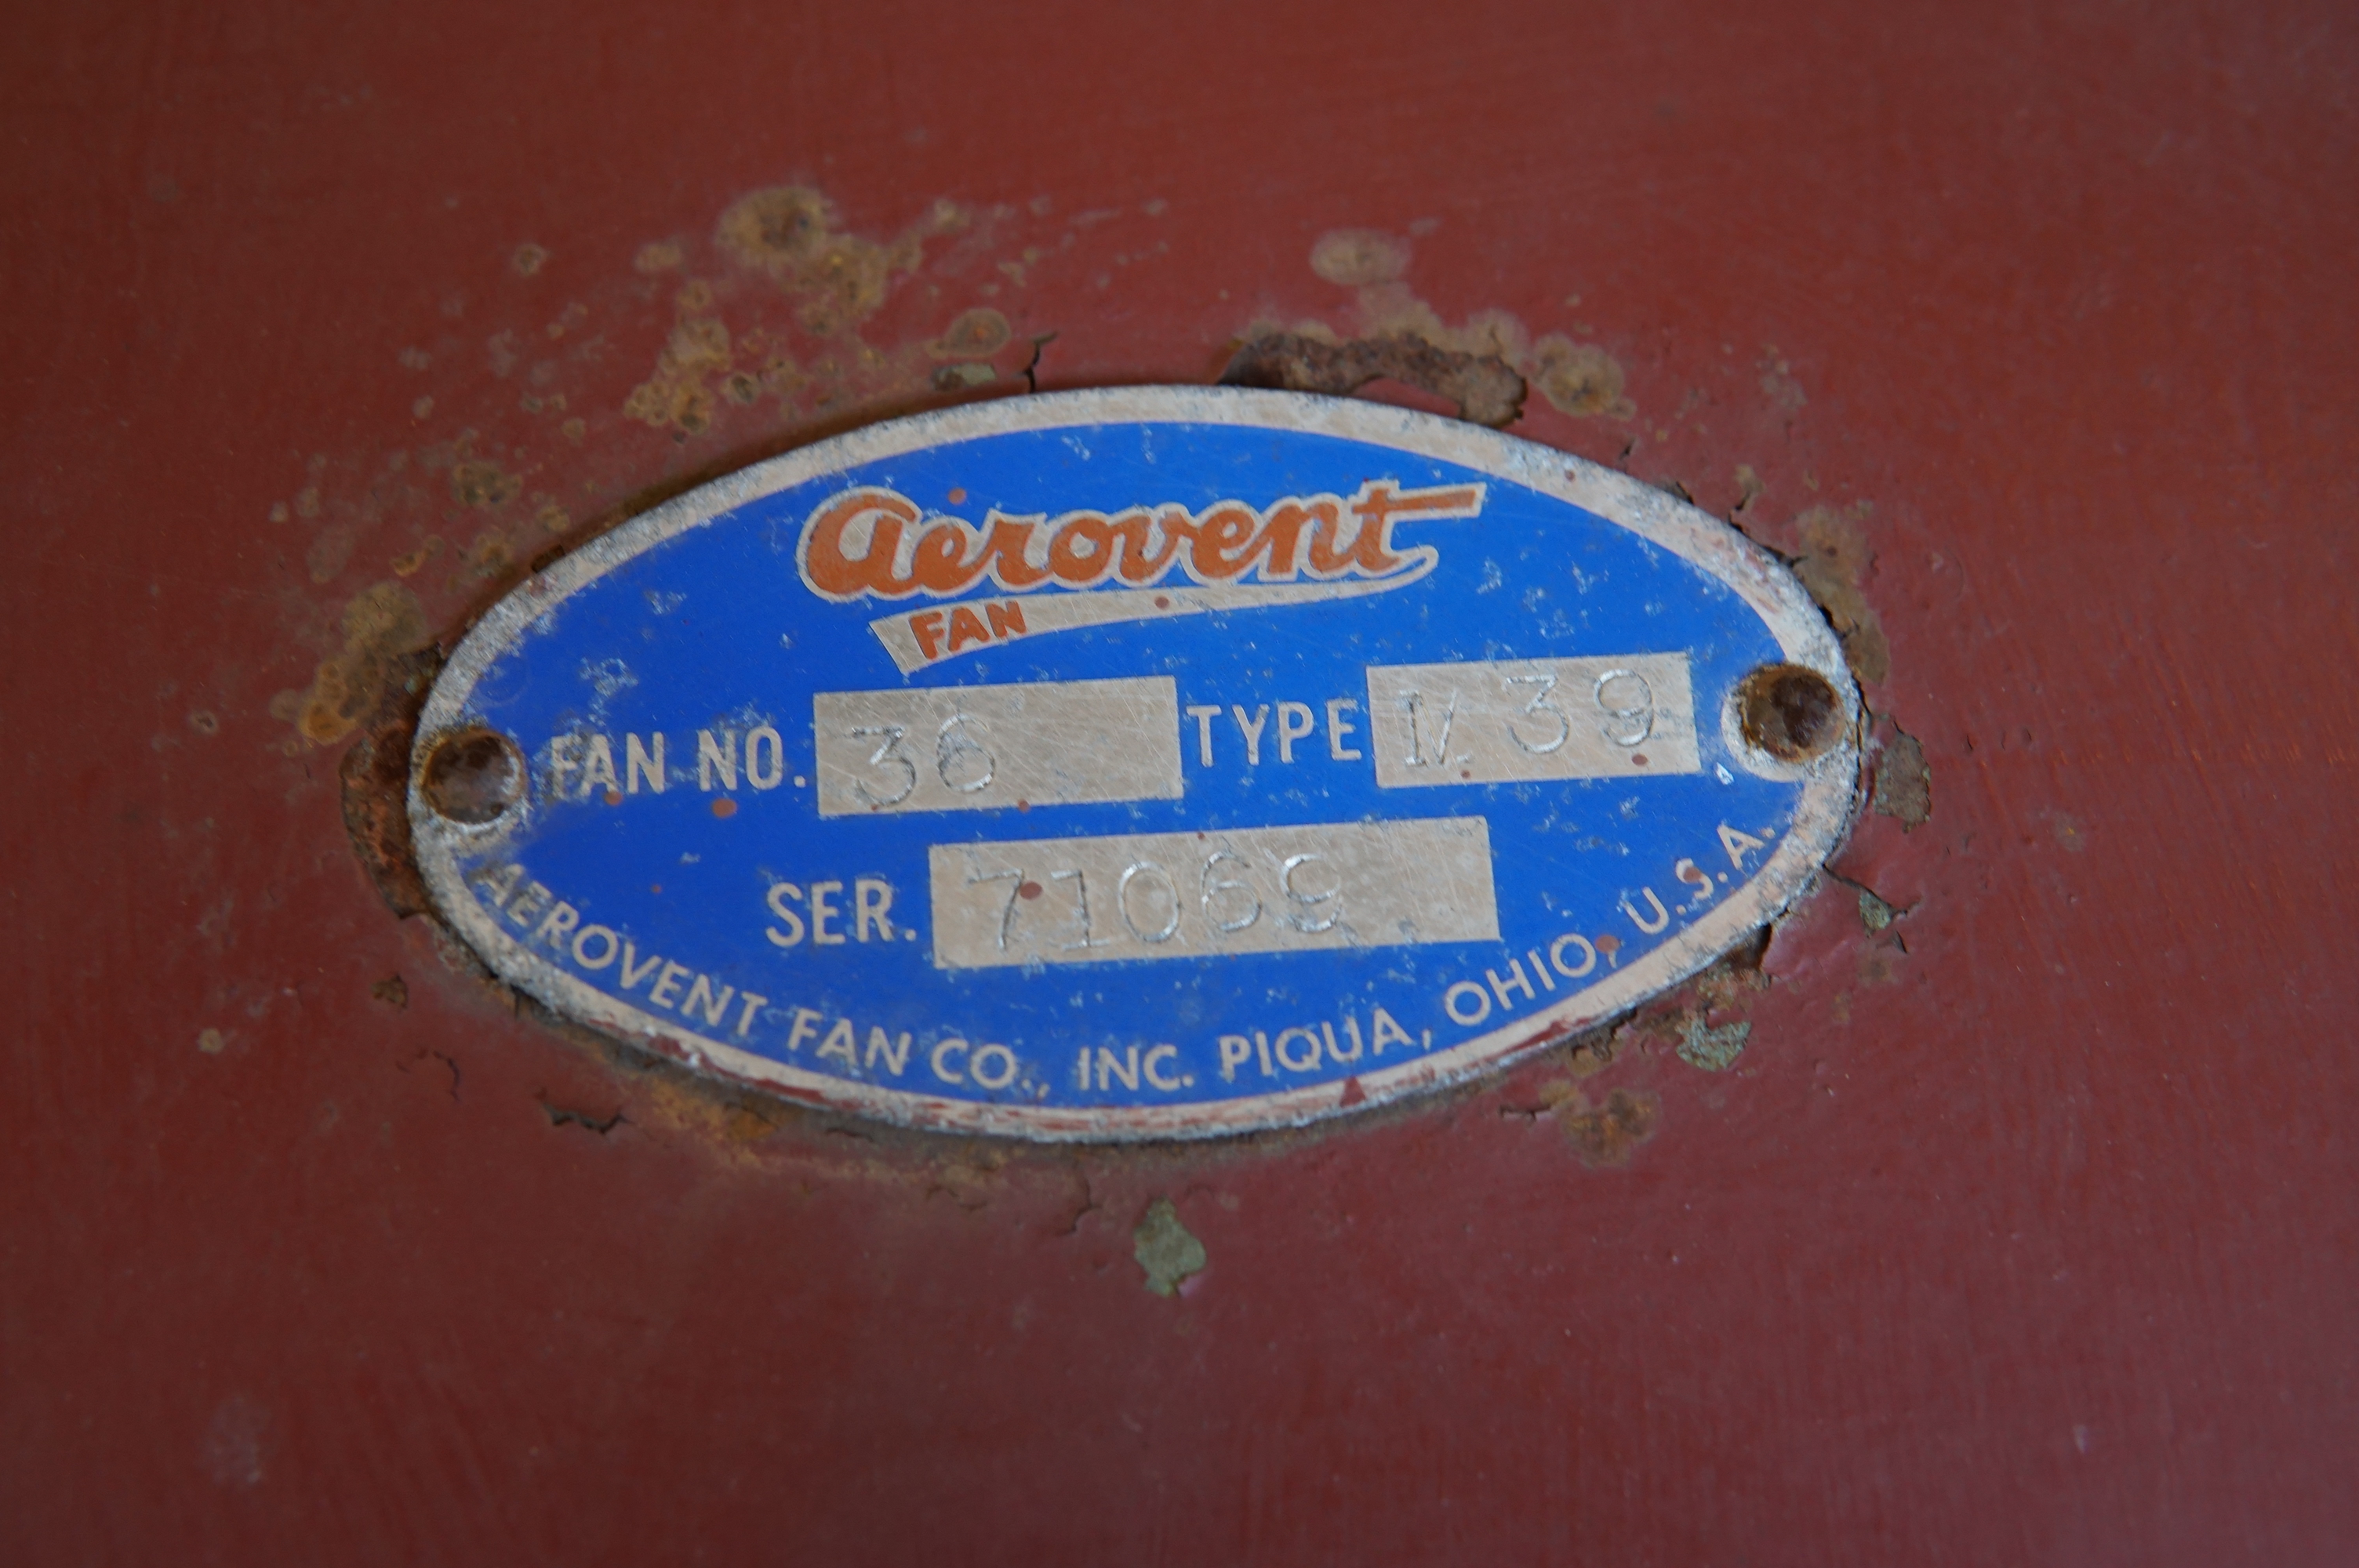 aerovent
FAN
FAN NO. 36 TYPE 39
SER. 71069
AEROVENT FAN CO., INC. PIQUA, OHIO, U.S.A.